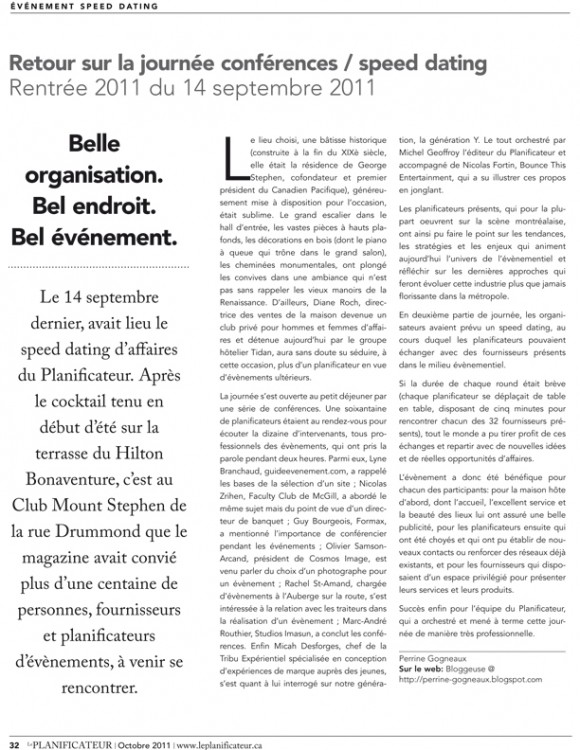 ÉVÉNEMENT SPEED DATING
Retour sur la journée conférences / speed dating
Rentrée 2011 du 14 septembre 2011
Belle
organisation.
Bel endroit.
Bel événement.
Le 14 septembre
dernier, avait lieu le
speed dating d'affaires
du Planificateur. Après
le cocktail tenu en
début d'été sur la
terrasse du Hilton
Bonaventure, c'est au
Club Mount Stephen de
la rue Drummond que le
magazine avait convié
plus d'une centaine de
personnes, fournisseurs
et planificateurs
d'évènements, à venir se
rencontrer.
Le lieu choisi, une bâtisse historique
(construite à la fin du XIXè siècle,
elle était la résidence de George
Stephen, cofondateur et premier
président du Canadien Pacifique), généreu-
sement mise à disposition pour l'occasion,
était sublime. Le grand escalier dans le
hall d'entrée, les vastes pièces à hauts pla-
fonds, les décorations en bois (dont le piano
à queue qui trône dans le grand salon),
les cheminées monumentales, ont plongé
les convives dans une ambiance qui n'est
pas sans rappeler les vieux manoirs de la
Renaissance. D'ailleurs, Diane Roch, direc-
trice des ventes de la maison devenue un
club privé pour hommes et femmes d'affai-
res et détenue aujourd'hui par le groupe
hôtelier Tidan, aura sans doute su séduire, à
cette occasion, plus d'un planificateur en vue
d'évènements ultérieurs.
La journée s'est ouverte au petit déjeuner par
une série de conférences. Une soixantaine
de planificateurs étaient au rendez-vous pour
écouter la dizaine d'intervenants, tous pro-
fessionnels des évènements, qui ont pris la
parole pendant deux heures. Parmi eux, Lyne
Branchaud, guideevenement.com, a rappelé
les bases de la sélection d'un site ; Nicolas
Zrihen, Faculty Club de McGill, a abordé le
même sujet mais du point de vue d'un direc-
teur de banquet ; Guy Bourgeois, Formax,
a mentionné l'importance de conférencier
pendant les événements ; Olivier Samson-
Arcand, président de Cosmos Image, est
venu parler du choix d'un photographe pour
un évènement ; Rachel St-Amand, chargée
d'évènements à l'Auberge sur la route, s'est
intéressée à la relation avec les traiteurs dans
la réalisation d'un évènement ; Marc-André
Routhier, Studios Imasun, a conclut les confé-
rences. Enfin Micah Desforges, chef de la
Tribu Expérientiel spécialisée en conception
d'expériences de marque auprès des jeunes,
s'est quant à lui interrogé sur notre généra-
tion, la génération Y. Le tout orchestré par
Michel Geoffroy l'éditeur du Planificateur et
accompagné de Nicolas Fortin, Bounce This
Entertainment, qui a su illustrer ces propos
en jonglant.
Les planificateurs présents, qui pour la plu-
part oeuvrent sur la scène montréalaise,
ont ainsi pu faire le point sur les tendances,
les stratégies et les enjeux qui animent
aujourd'hui l'univers de l'évènementiel et
réfléchir sur les dernières approches qui
feront évoluer cette industrie plus que jamais
florissante dans la métropole.
En deuxième partie de journée, les organi-
sateurs avaient prévu un speed dating, au
cours duquel les planificateurs pouvaient
échanger avec des fournisseurs présents
dans le milieu évènementiel.
Si la durée de chaque round était brève
(chaque planificateur se déplaçait de table
en table, disposant de cinq minutes pour
rencontrer chacun des 32 fournisseurs pré-
sents), tout le monde a pu tirer profit de ces
échanges et repartir avec de nouvelles idées
et de réelles opportunités d'affaires.
L'évènement a donc été bénéfique pour
chacun des participants: pour la maison hôte
d'abord, dont l'accueil, l'excellent service et
la beauté des lieux lui ont assuré une belle
publicité, pour les planificateurs ensuite qui
ont été choyés et qui ont pu établir de nou-
veaux contacts ou renforcer des réseaux déjà
existants, et pour les fournisseurs qui dispo-
saient d'un espace privilégié pour présenter
leurs services et leurs produits.
Succès enfin pour l'équipe du Planificateur,
qui a orchestré et mené à terme cette jour-
née de manière très professionnelle.
Perrine Gogneaux
Sur le web: Bloggeuse @
http://perrine-gogneaux.blogspot.com
32 le PLANIFICATEUR | Octobre 2011 | www.leplanificateur.ca